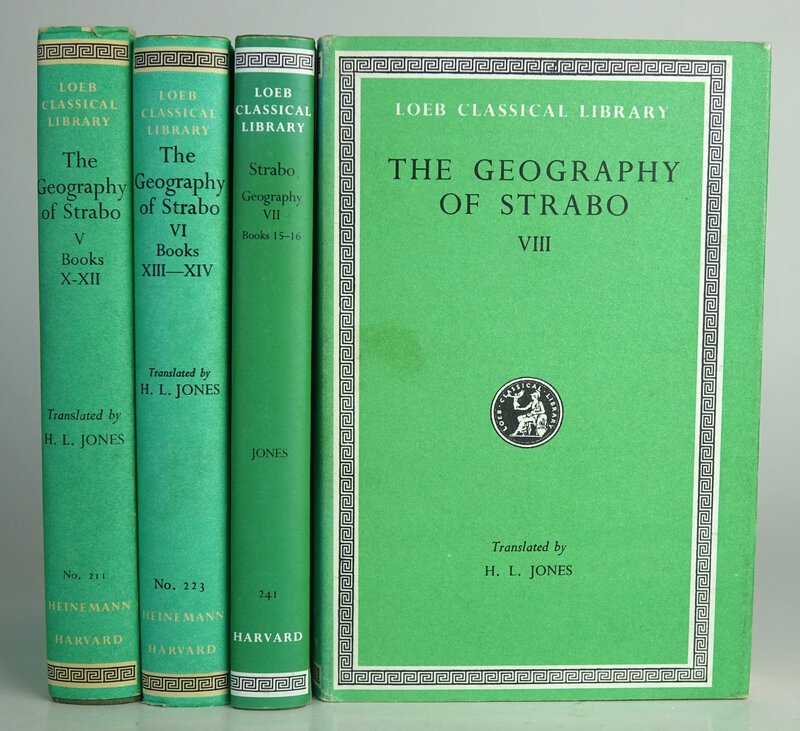 LOEB
CLASSICAL
LIBRARY
The
Geography
of Strabo
V
Books
X-XII
Translated by
H. L. JONES
No. 211
HEINEMANN
HARVARD
LOEB
CLASSICAL
LIBRARY
The
Geography
of Strabo
VI
Books
XIII—XIV
Translated by
H. L. JONES
No. 223
HEINEMANN
HARVARD
LOEB
CLASSICAL
LIBRARY
Strabo
Geography
VII
Books 15–16
JONES
241
HARVARD
LOEB CLASSICAL LIBRARY
THE GEOGRAPHY
OF STRABO
VIII
LOEB · CLASSICAL · LIBRARY
Translated by
H. L. JONES